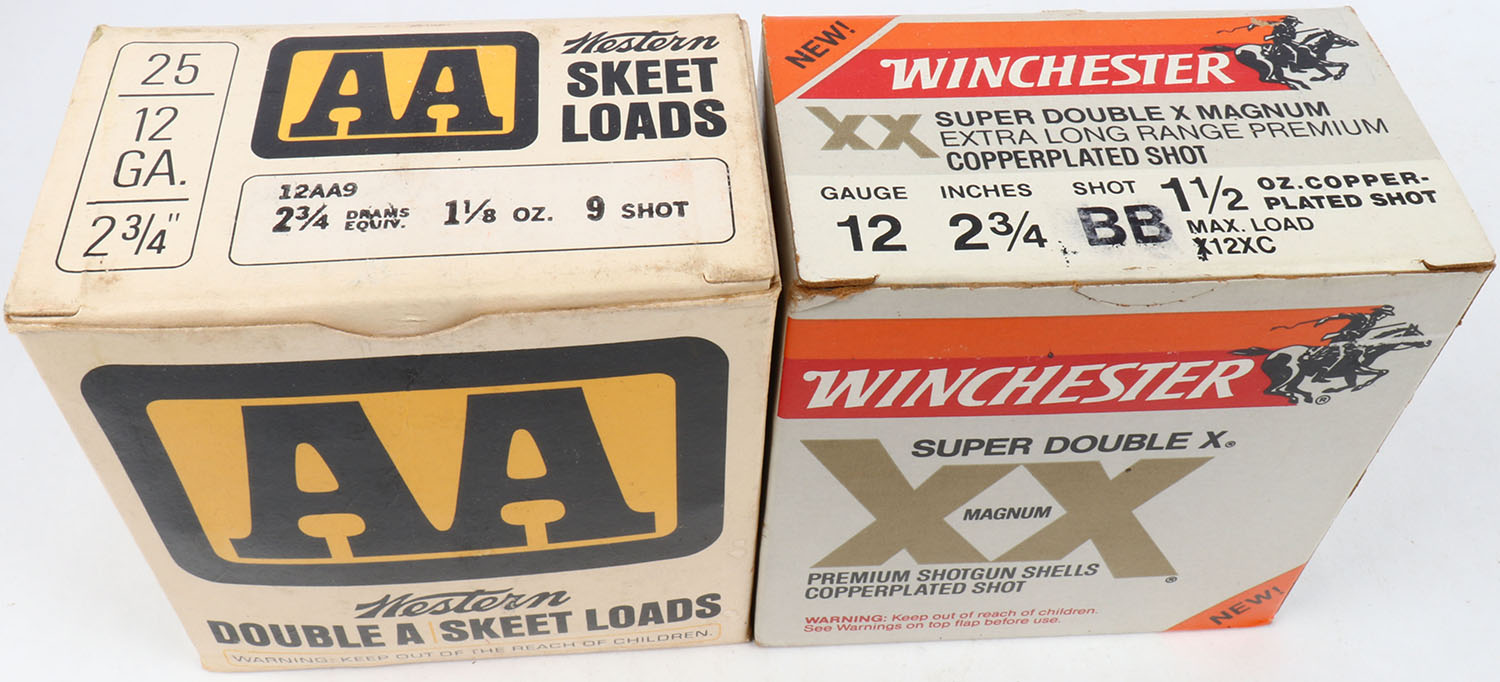 25
12
GA.
2 3/4"
AA
Western
SKEET
LOADS
12AA9
2 3/4 DRAMS EQUIV. 1 1/8 OZ. 9 SHOT
AA
Western
DOUBLE A | SKEET LOADS
WARNING: KEEP OUT OF THE REACH OF CHILDREN.
NEW!
WINCHESTER
XX
SUPER DOUBLE X MAGNUM
EXTRA LONG RANGE PREMIUM
COPPERPLATED SHOT
GAUGE INCHES SHOT
12 2 3/4 BB
1 1/2 OZ. COPPER-
PLATED SHOT
MAX. LOAD
X12XC
WINCHESTER®
SUPER DOUBLE X®
XX®
MAGNUM
PREMIUM SHOTGUN SHELLS
COPPERPLATED SHOT
WARNING: Keep out of reach of children.
See Warnings on top flap before use.
NEW!